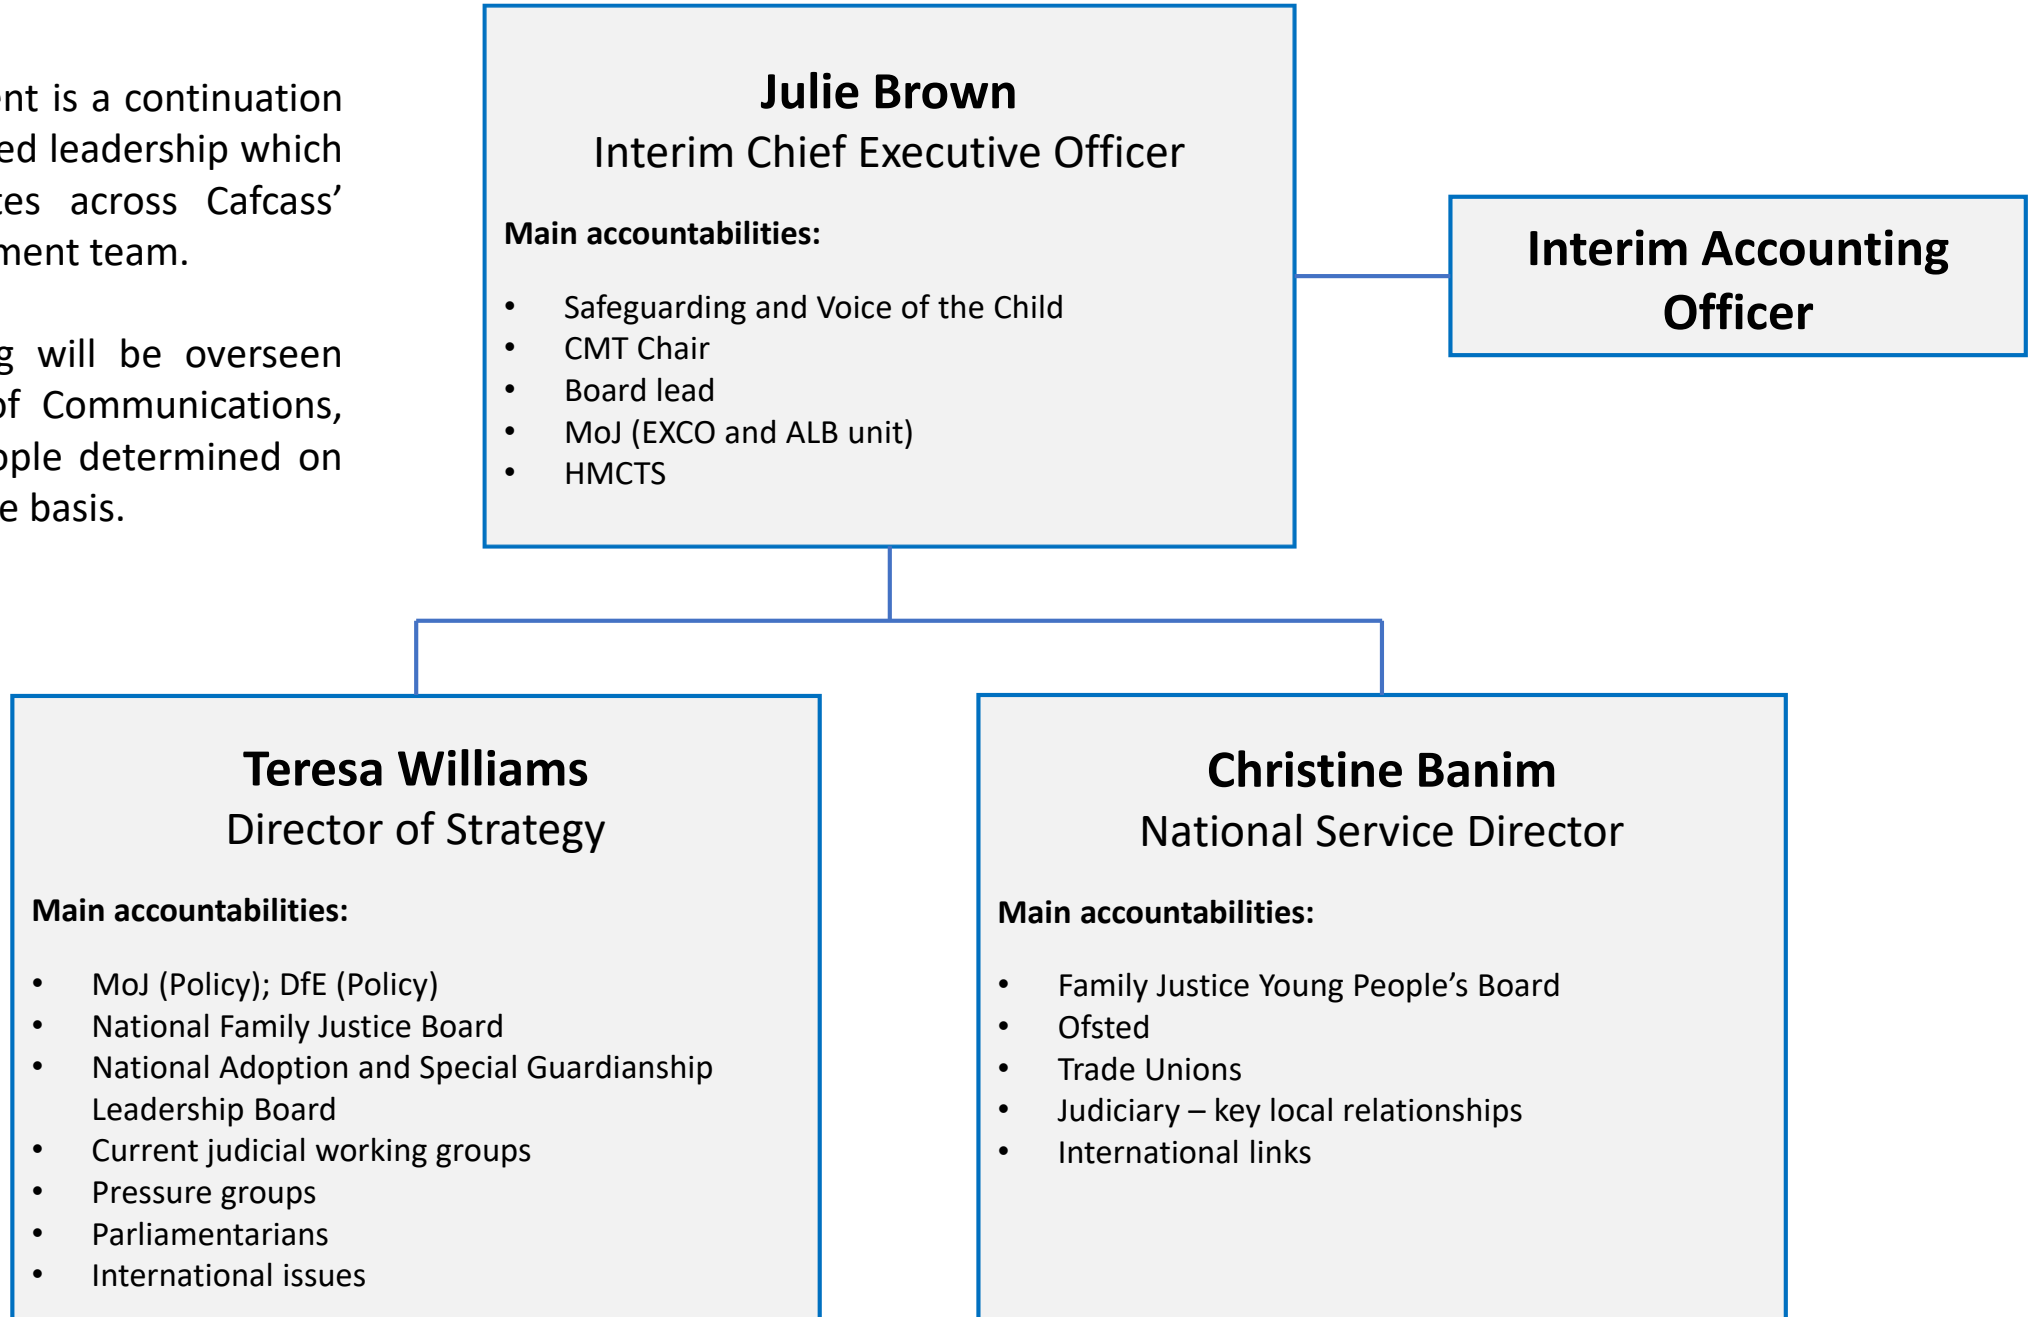 ent is a continuation
ed leadership which
tes across Cafcass’
ment team.
g will be overseen
of Communications,
ople determined on
e basis.
Julie Brown
Interim Chief Executive Officer
Main accountabilities:
• Safeguarding and Voice of the Child
• CMT Chair
• Board lead
• MoJ (EXCO and ALB unit)
• HMCTS
Interim Accounting
Officer
Teresa Williams
Director of Strategy
Main accountabilities:
• MoJ (Policy); DfE (Policy)
• National Family Justice Board
• National Adoption and Special Guardianship
Leadership Board
• Current judicial working groups
• Pressure groups
• Parliamentarians
• International issues
Christine Banim
National Service Director
Main accountabilities:
• Family Justice Young People’s Board
• Ofsted
• Trade Unions
• Judiciary – key local relationships
• International links